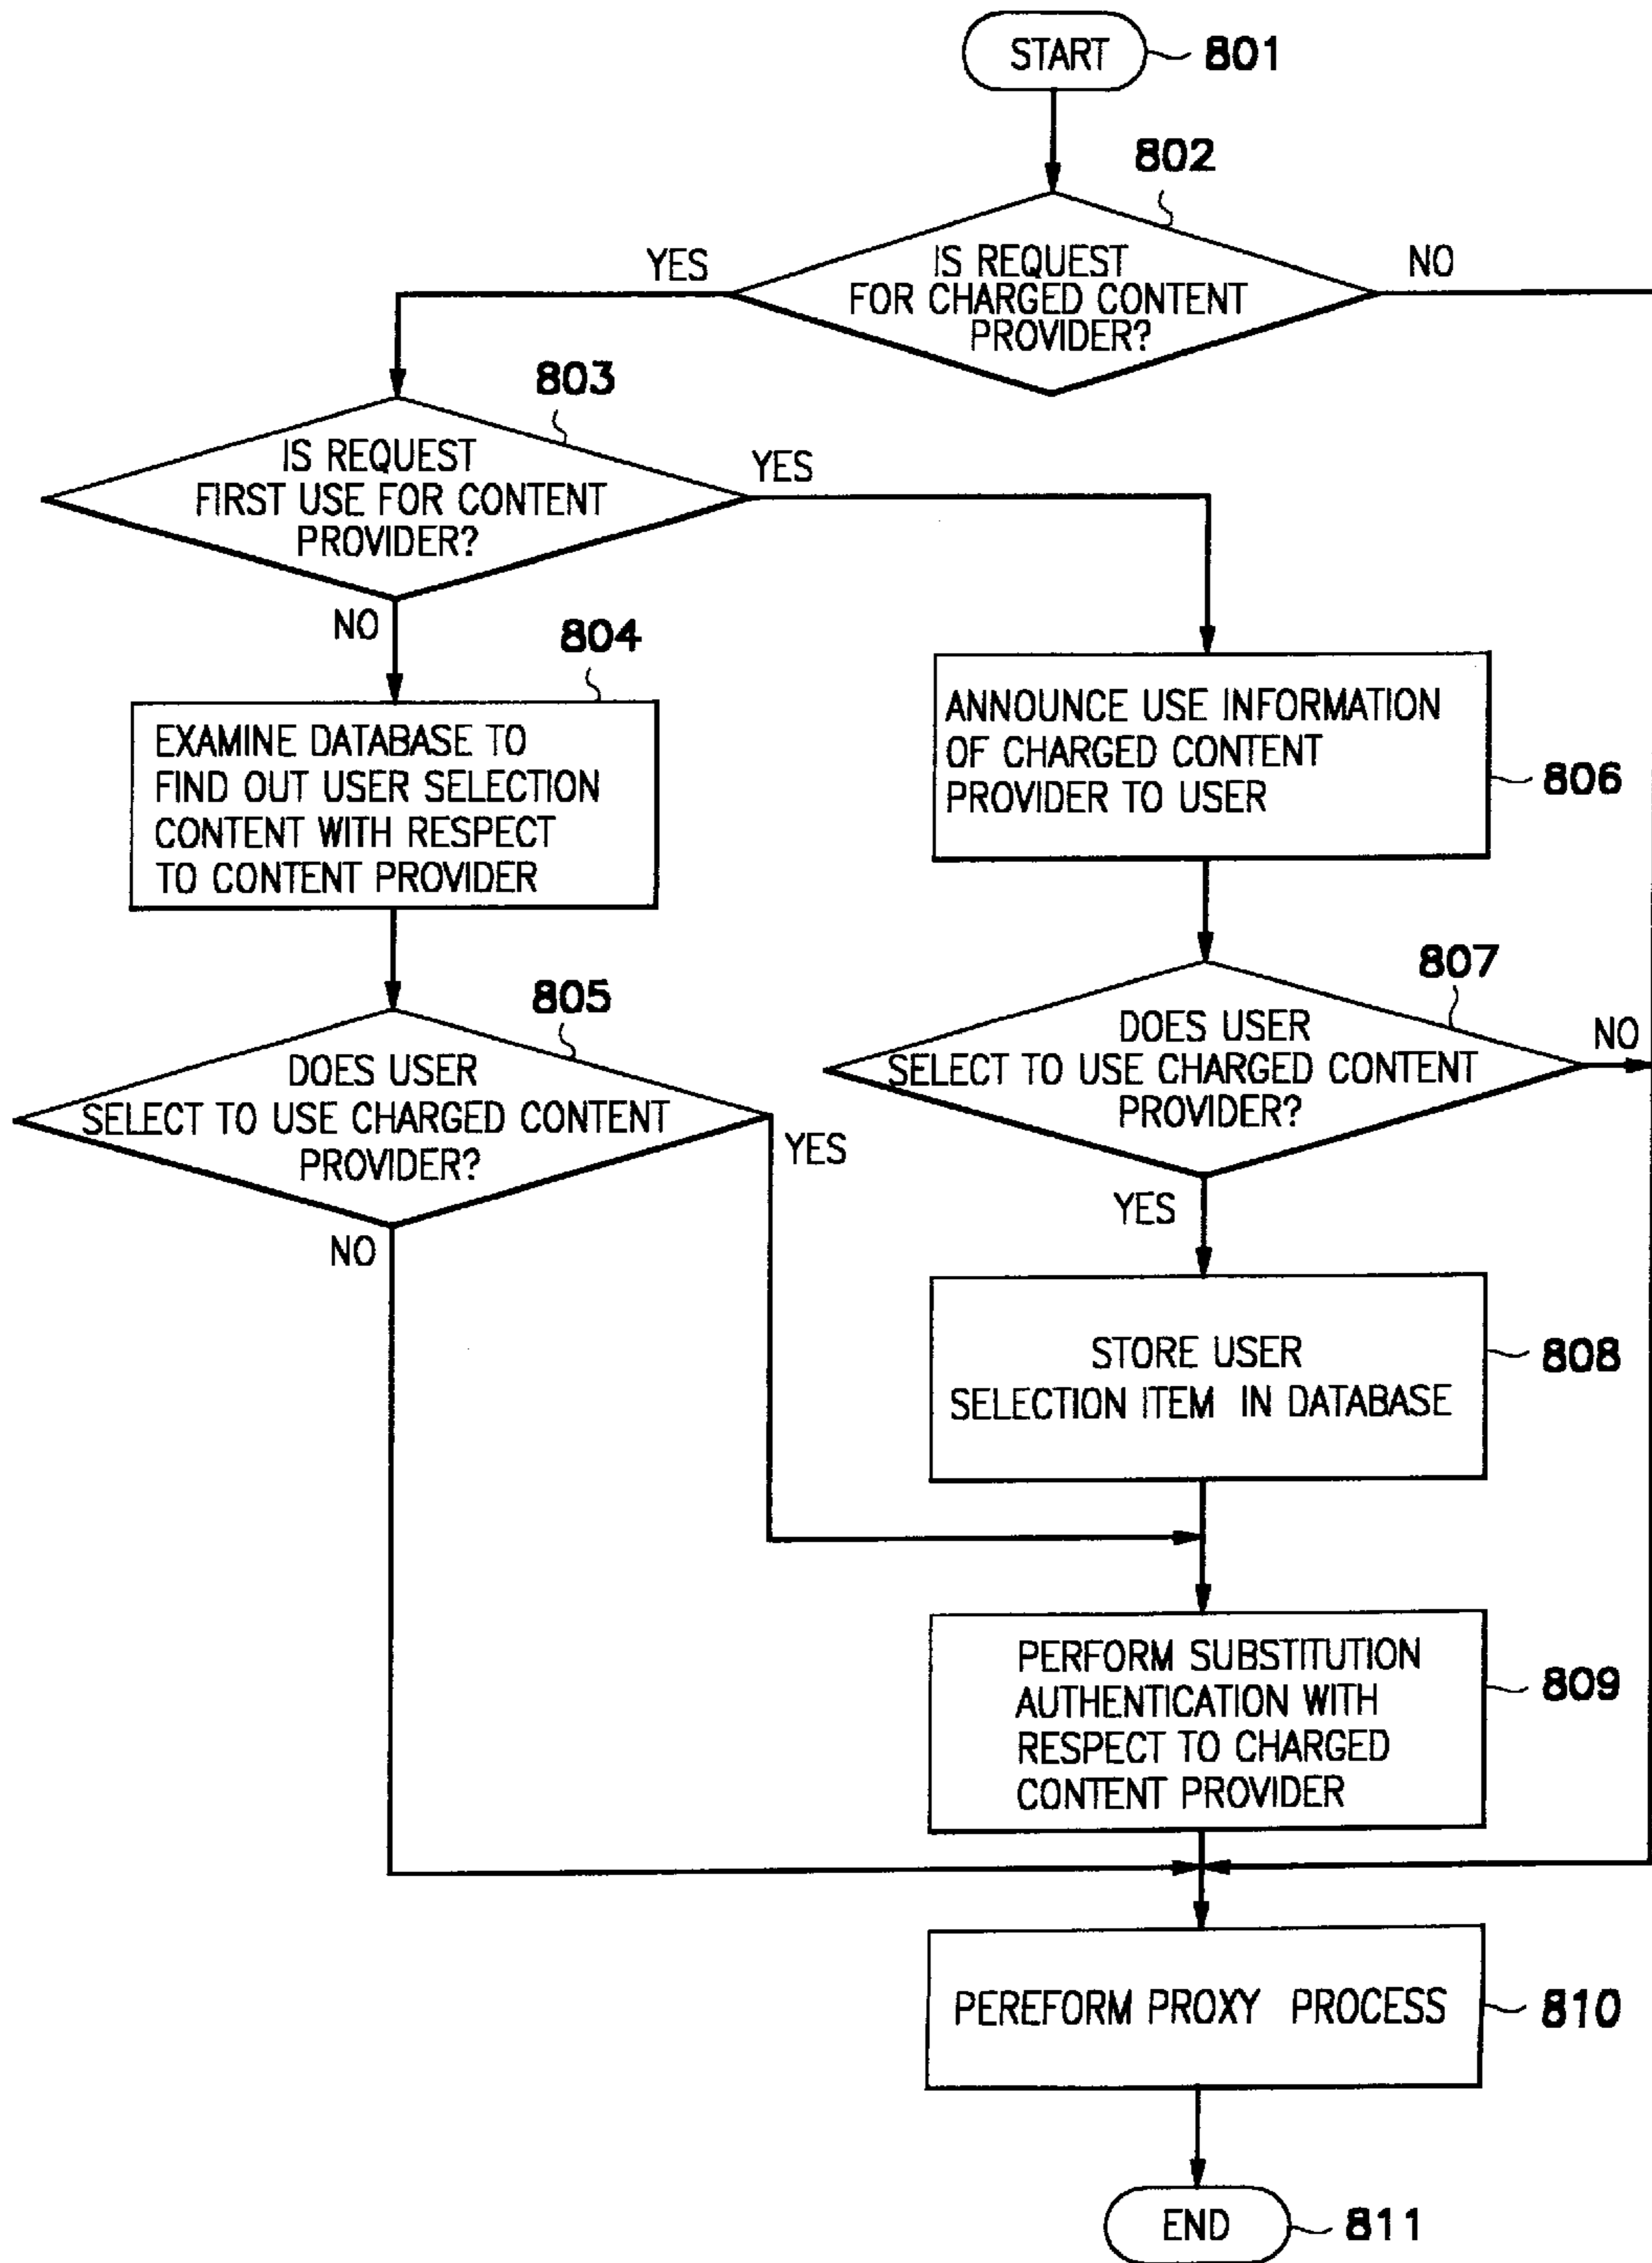 START
801
802
IS REQUEST
FOR CHARGED CONTENT
PROVIDER?
YES
NO
803
IS REQUEST
FIRST USE FOR CONTENT
PROVIDER?
YES
NO
804
EXAMINE DATABASE TO
FIND OUT USER SELECTION
CONTENT WITH RESPECT
TO CONTENT PROVIDER
ANNOUNCE USE INFORMATION
OF CHARGED CONTENT
PROVIDER TO USER
806
805
DOES USER
SELECT TO USE CHARGED CONTENT
PROVIDER?
YES
NO
807
DOES USER
SELECT TO USE CHARGED CONTENT
PROVIDER?
NO
YES
STORE USER
SELECTION ITEM IN DATABASE
808
PERFORM SUBSTITUTION
AUTHENTICATION WITH
RESPECT TO CHARGED
CONTENT PROVIDER
809
PEREFORM PROXY PROCESS
810
END
811